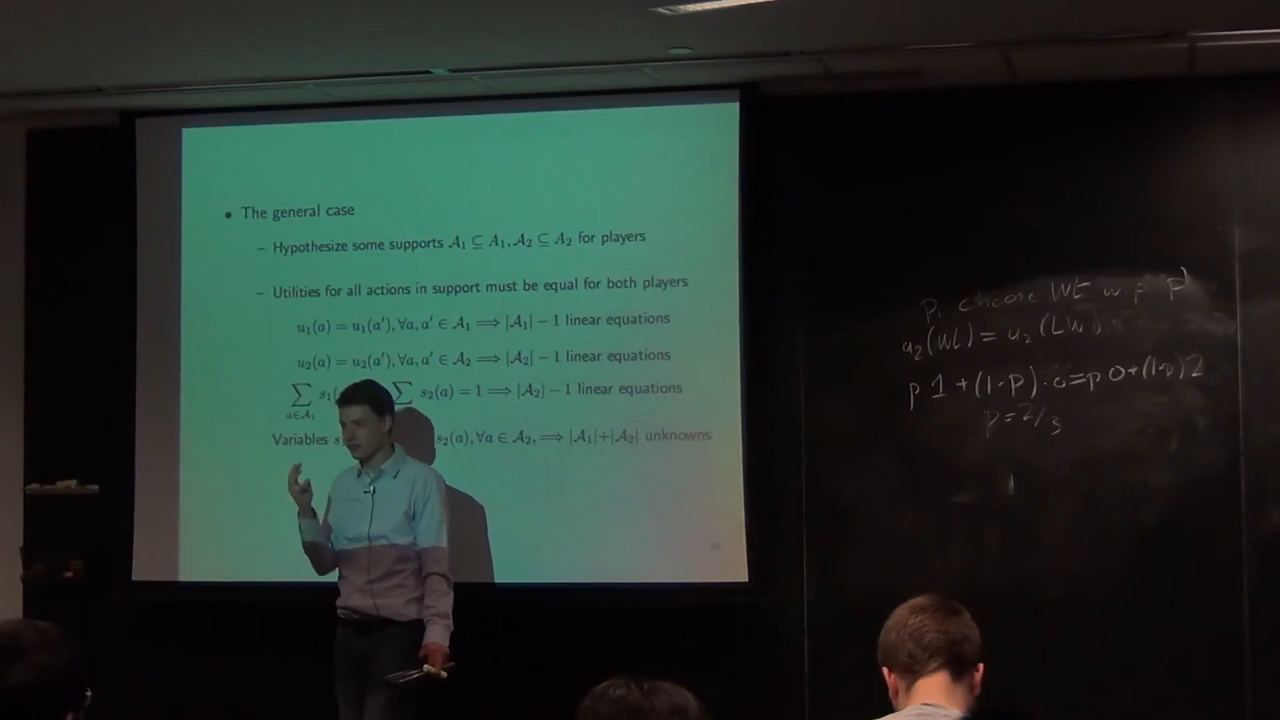 • The general case
– Hypothesize some supports 𝒜₁ ⊆ A₁, 𝒜₂ ⊆ A₂ for players
– Utilities for all actions in support must be equal for both players
u₁(a) = u₁(a′), ∀a, a′ ∈ 𝒜₁ ⟹ |𝒜₁| − 1 linear equations
u₂(a) = u₂(a′), ∀a, a′ ∈ 𝒜₂ ⟹ |𝒜₂| − 1 linear equations
∑ s₁( ∑ s₂(a) = 1 ⟹ |𝒜₂| − 1 linear equations
a∈𝒜₁
Variables s s₂(a), ∀a ∈ 𝒜₂, ⟹ |𝒜₁|+|𝒜₂| unknowns
P₁ choose WL w.p. p
u₂(WL) = u₂(LW)
p 1 + (1-p) · 0 = p 0 + (1-p) 2
p = 2/3